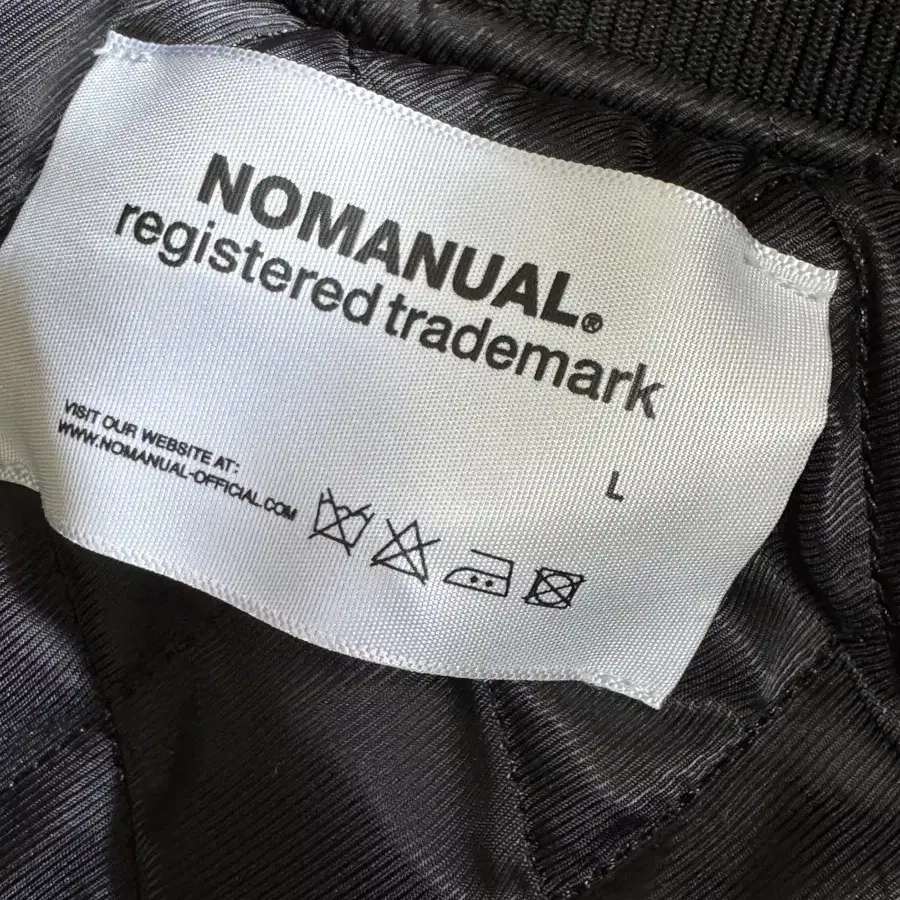 NOMANUAL®
registered trademark
VISIT OUR WEBSITE AT:
WWW.NOMANUAL-OFFICIAL.COM
L